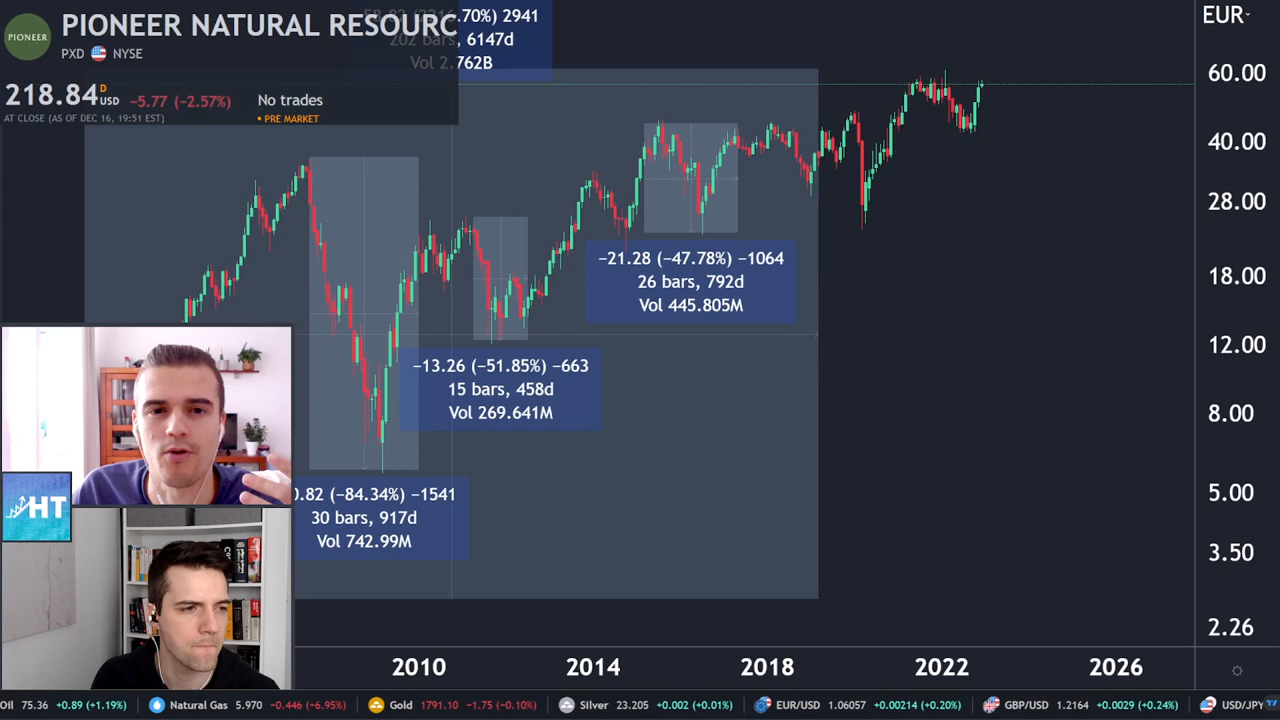 PIONEER
PIONEER NATURAL RESOURC
PXD NYSE
218.84 D USD −5.77 (−2.57%)
No trades
AT CLOSE (AS OF DEC 16, 19:51 EST)
• PRE MARKET
.70%) 2941
202 bars, 6147d
Vol 2.762B
EUR
60.00
40.00
28.00
18.00
12.00
8.00
5.00
3.50
2.26
−21.28 (−47.78%) −1064
26 bars, 792d
Vol 445.805M
−13.26 (−51.85%) −663
15 bars, 458d
Vol 269.641M
0.82 (−84.34%) −1541
30 bars, 917d
Vol 742.99M
HT
2010 2014 2018 2022 2026
Oil 75.36 +0.89 (+1.19%) Natural Gas 5.970 −0.446 (−6.95%) Gold 1791.10 −1.75 (−0.10%) Silver 23.205 +0.002 (+0.01%) EUR/USD 1.06057 +0.00214 (+0.20%) GBP/USD 1.2164 +0.0029 (+0.24%) USD/JPY